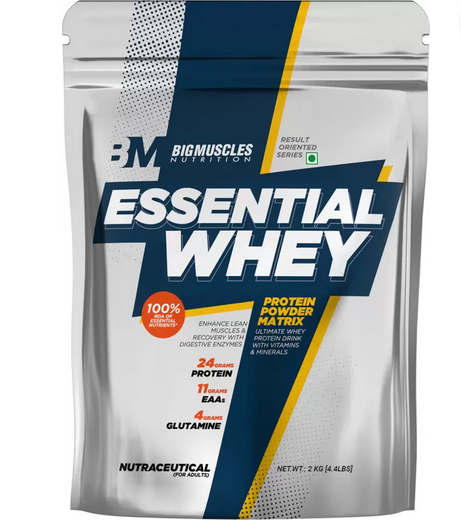 BM BIGMUSCLES
NUTRITION
RESULT
ORIENTED
SERIES
ESSENTIAL
WHEY
100%
RDA OF
ESSENTIAL
NUTRIENTS*
PROTEIN
POWDER
MATRIX
ENHANCE LEAN
MUSCLES &
RECOVERY WITH
DIGESTIVE ENZYMES
ULTIMATE WHEY
PROTEIN DRINK
WITH VITAMINS
& MINERALS
24 GRAMS
PROTEIN
11 GRAMS
EAAs
4 GRAMS
GLUTAMINE
NUTRACEUTICAL
(FOR ADULTS)
NET WT.: 2 KG [4.4LBS]